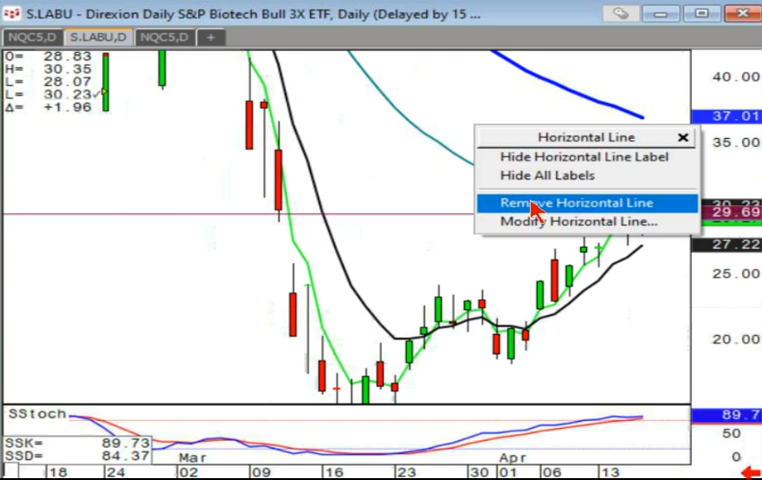 S.LABU - Direxion Daily S&P Biotech Bull 3X ETF, Daily (Delayed by 15 ...
NQC5,D S.LABU,D NQC5,D +
O= 28.83
H= 30.35
L= 28.07
L= 30.23
Δ= +1.96
40.00
37.01
35.00
Horizontal Line
Hide Horizontal Line Label
Hide All Labels
Remove Horizontal Line
Modify Horizontal Line...
29.69
27.22
25.00
20.00
SStoch
89.7
50
0
SSK= 89.73
SSD= 84.37
Mar Apr
18 24 02 09 16 23 30 01 06 13